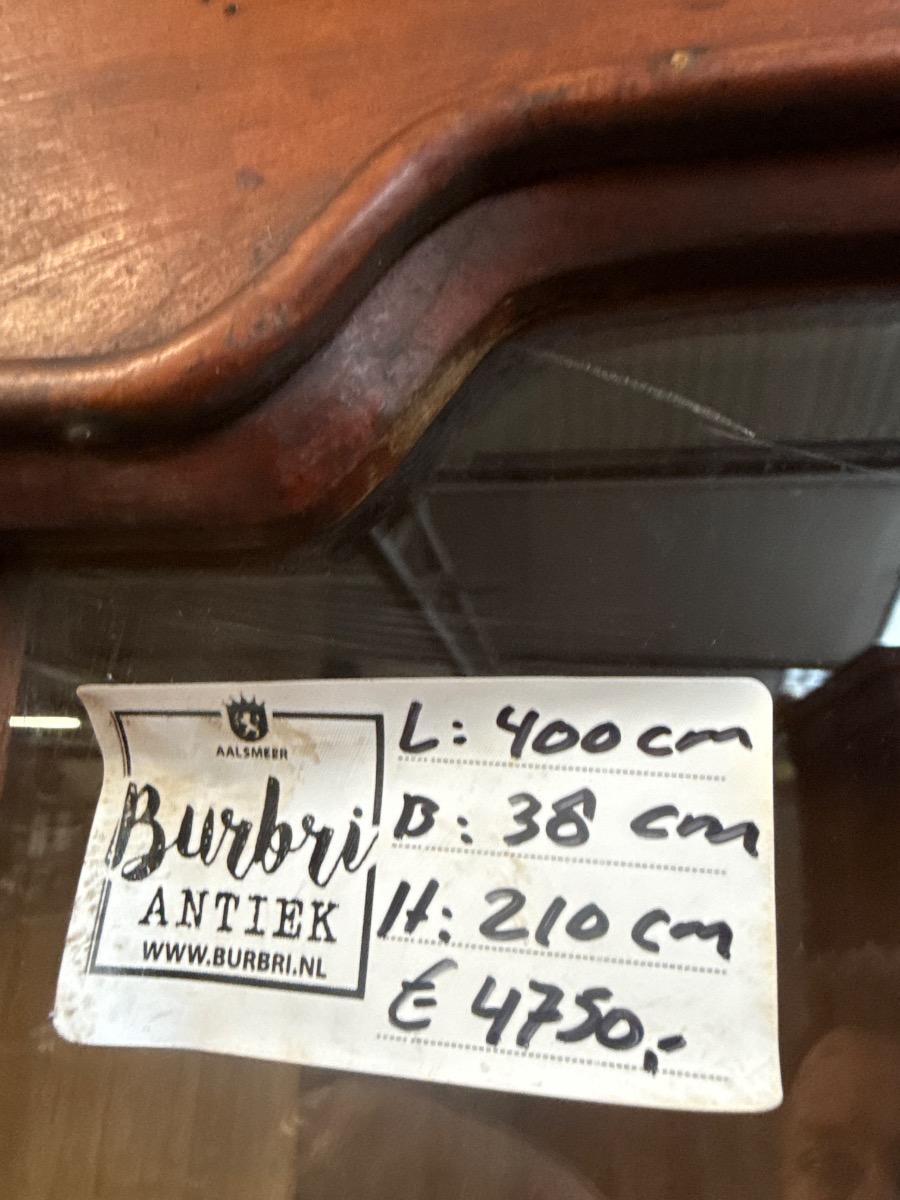 AALSMEER
Burbri
ANTIEK
WWW.BURBRI.NL
L: 400 cm
B: 38 cm
H: 210 cm
€ 4750,-